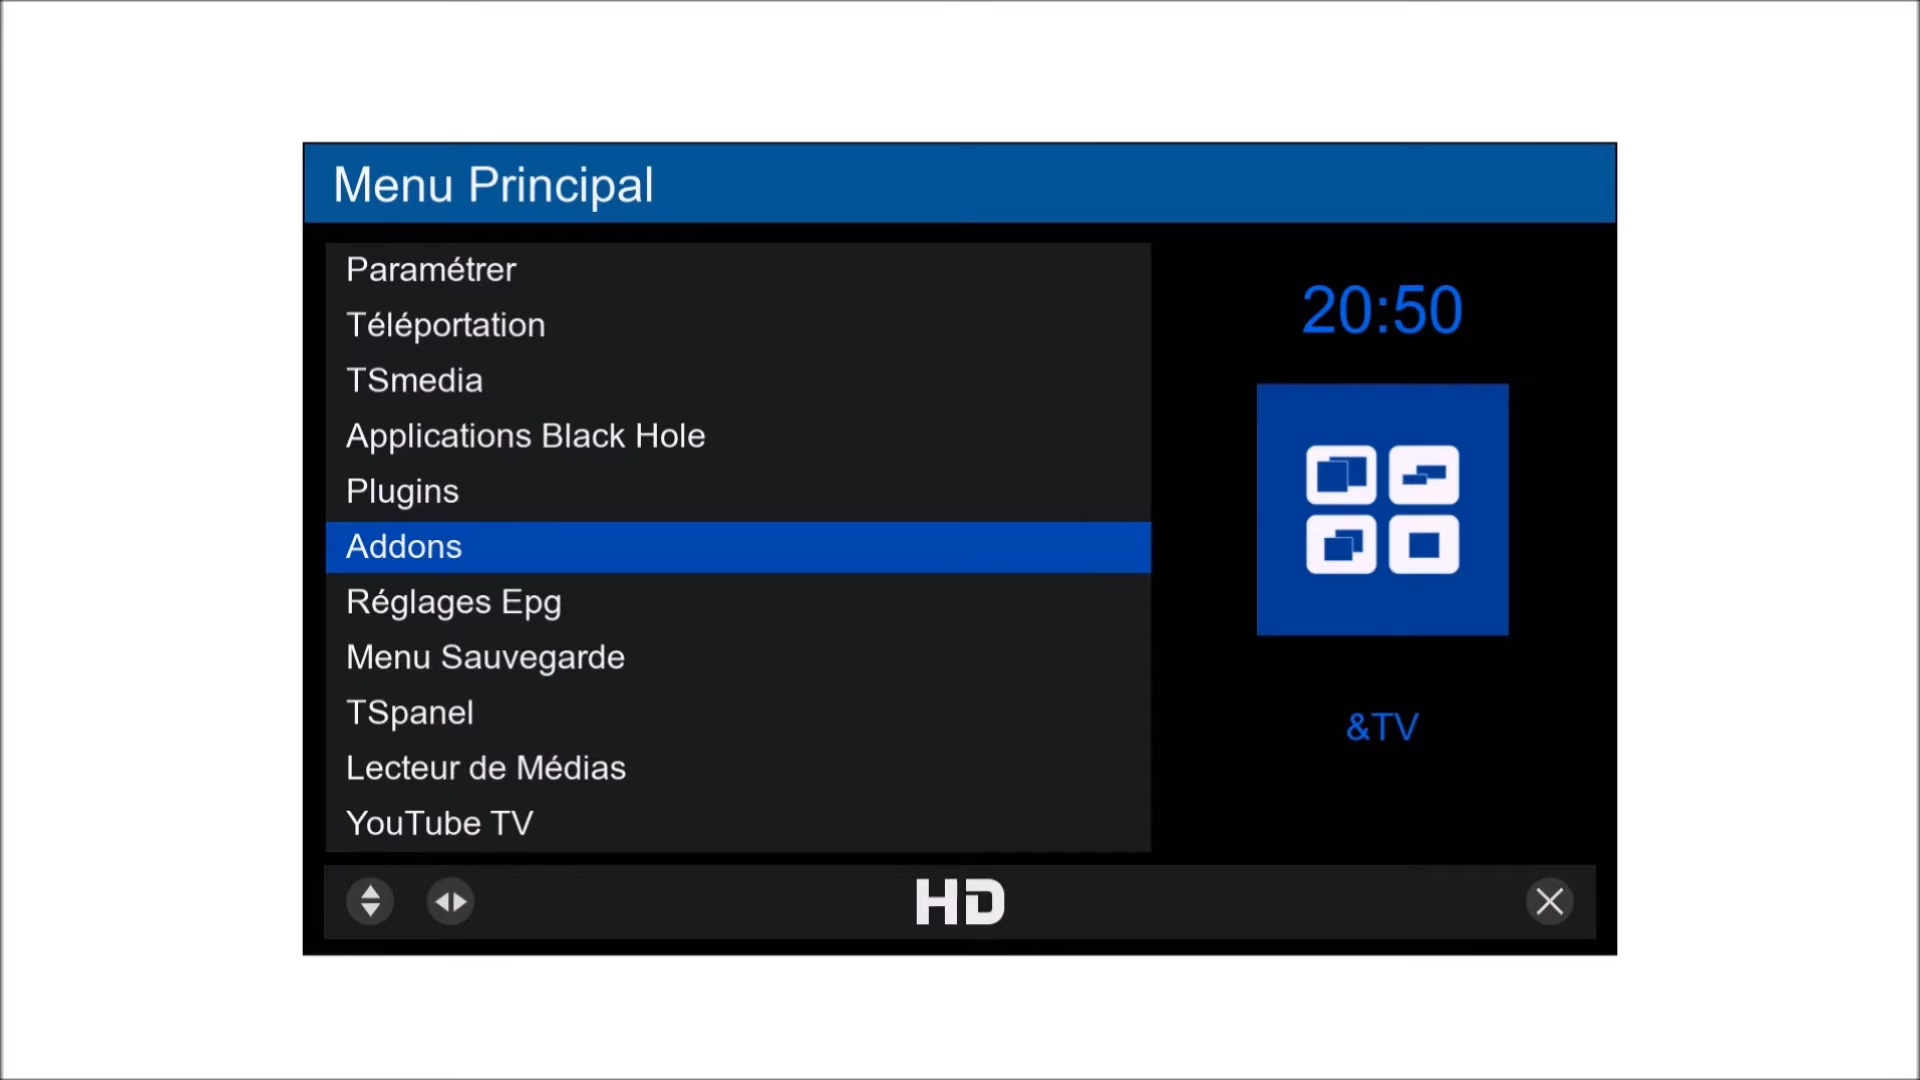 Menu Principal
Paramétrer
Téléportation
TSmedia
Applications Black Hole
Plugins
Addons
Réglages Epg
Menu Sauvegarde
TSpanel
Lecteur de Médias
YouTube TV
20:50
&TV
HD